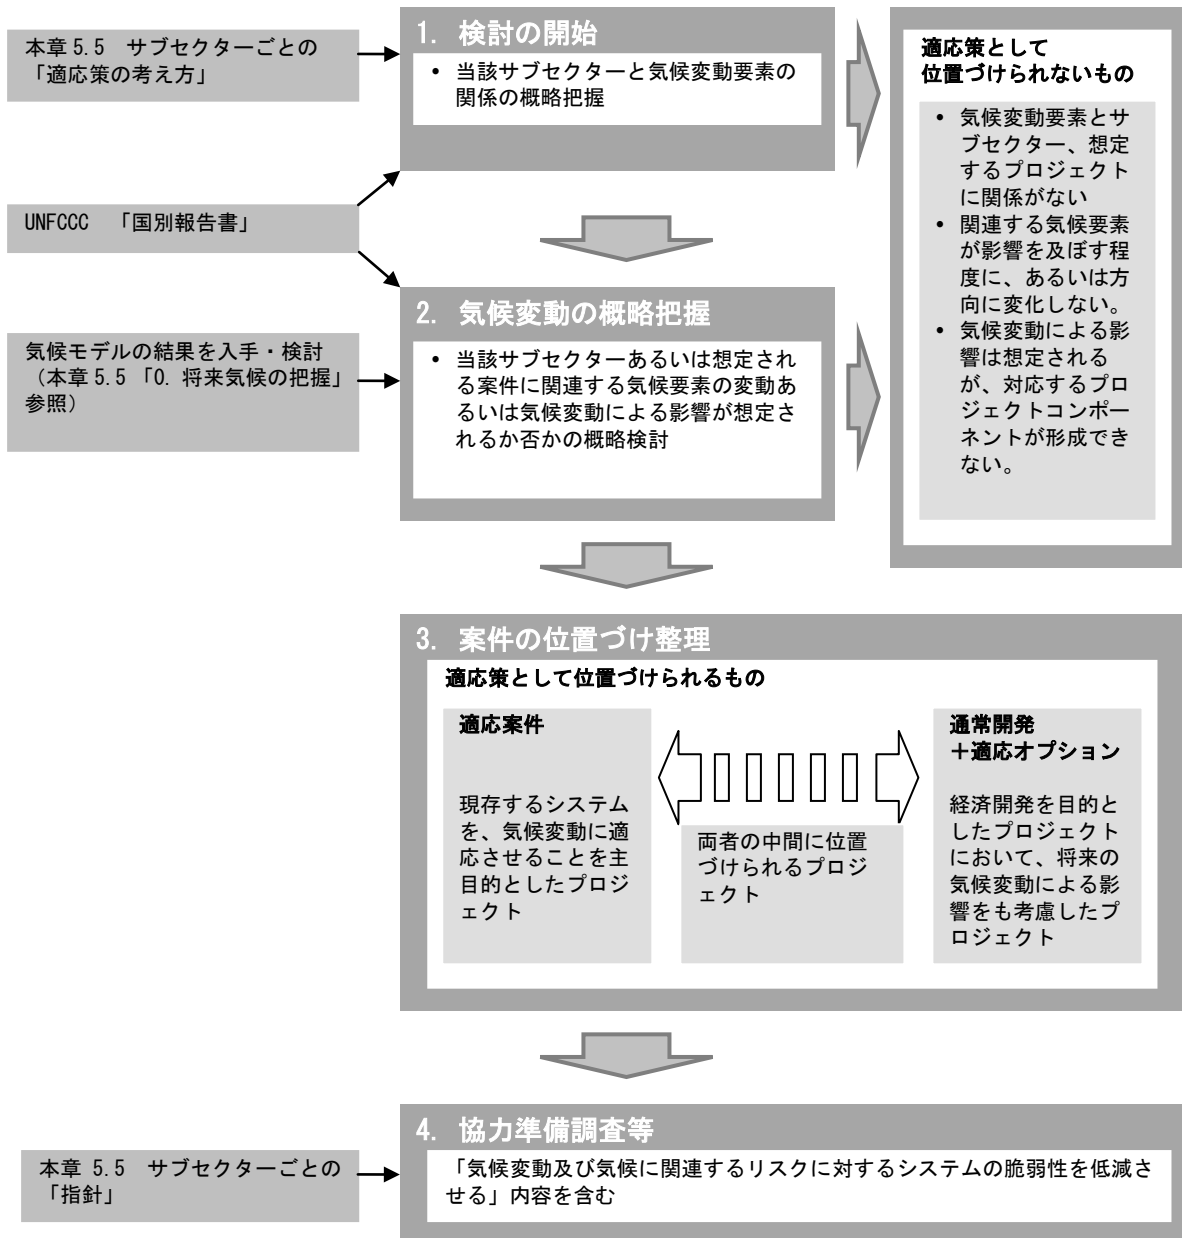 本章 5.5　サブセクターごとの
「適応策の考え方」
UNFCCC　「国別報告書」
気候モデルの結果を入手・検討
（本章 5.5「0. 将来気候の把握」
参照）
1. 検討の開始
• 当該サブセクターと気候変動要素の
関係の概略把握
2. 気候変動の概略把握
• 当該サブセクターあるいは想定され
る案件に関連する気候要素の変動あ
るいは気候変動による影響が想定さ
れるか否かの概略検討
適応策として
位置づけられないもの
• 気候変動要素とサ
ブセクター、想定
するプロジェクト
に関係がない
• 関連する気候要素
が影響を及ぼす程
度に、あるいは方
向に変化しない。
• 気候変動による影
響は想定される
が、対応するプロ
ジェクトコンポー
ネントが形成でき
ない。
3. 案件の位置づけ整理
適応策として位置づけられるもの
適応案件
現存するシステム
を、気候変動に適
応させることを主
目的としたプロジ
ェクト
両者の中間に位置
づけられるプロジ
ェクト
通常開発
＋適応オプション
経済開発を目的と
したプロジェクト
において、将来の
気候変動による影
響をも考慮したプ
ロジェクト
4. 協力準備調査等
「気候変動及び気候に関連するリスクに対するシステムの脆弱性を低減さ
せる」内容を含む
本章 5.5　サブセクターごとの
「指針」